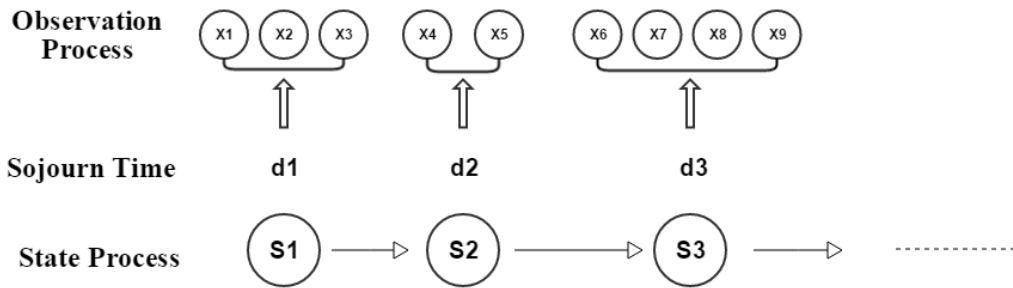 Observation
Process
X1 X2 X3 X4 X5 X6 X7 X8 X9
Sojourn Time d1 d2 d3
State Process S1 S2 S3